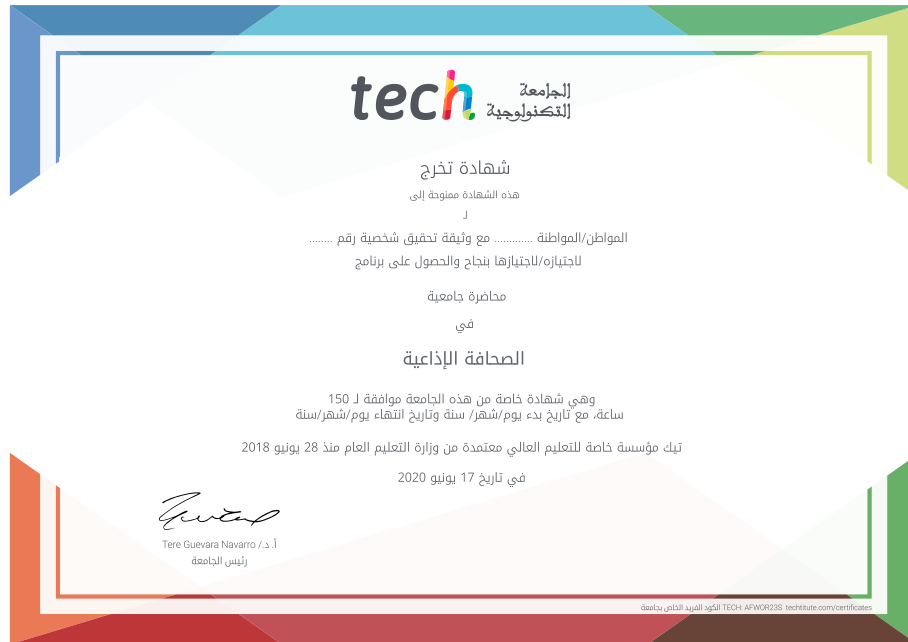 tech الجامعة
التكنولوجية
شهادة تخرج
هذه الشهادة ممنوحة إلى
لـ
المواطن/المواطنة ............. مع وثيقة تحقيق شخصية رقم ........
لاجتيازه/لاجتيازها بنجاح والحصول على برنامج
محاضرة جامعية
في
الصحافة الإذاعية
وهي شهادة خاصة من هذه الجامعة موافقة لـ 150
ساعة، مع تاريخ بدء يوم/شهر/ سنة وتاريخ انتهاء يوم/شهر/سنة
تيك مؤسسة خاصة للتعليم العالي معتمدة من وزارة التعليم العام منذ 28 يونيو 2018
في تاريخ 17 يونيو 2020
أ. د./ Tere Guevara Navarro
رئيس الجامعة
الكود الفريد الخاص بجامعة TECH: AFWOR23S techtitute.com/certificates